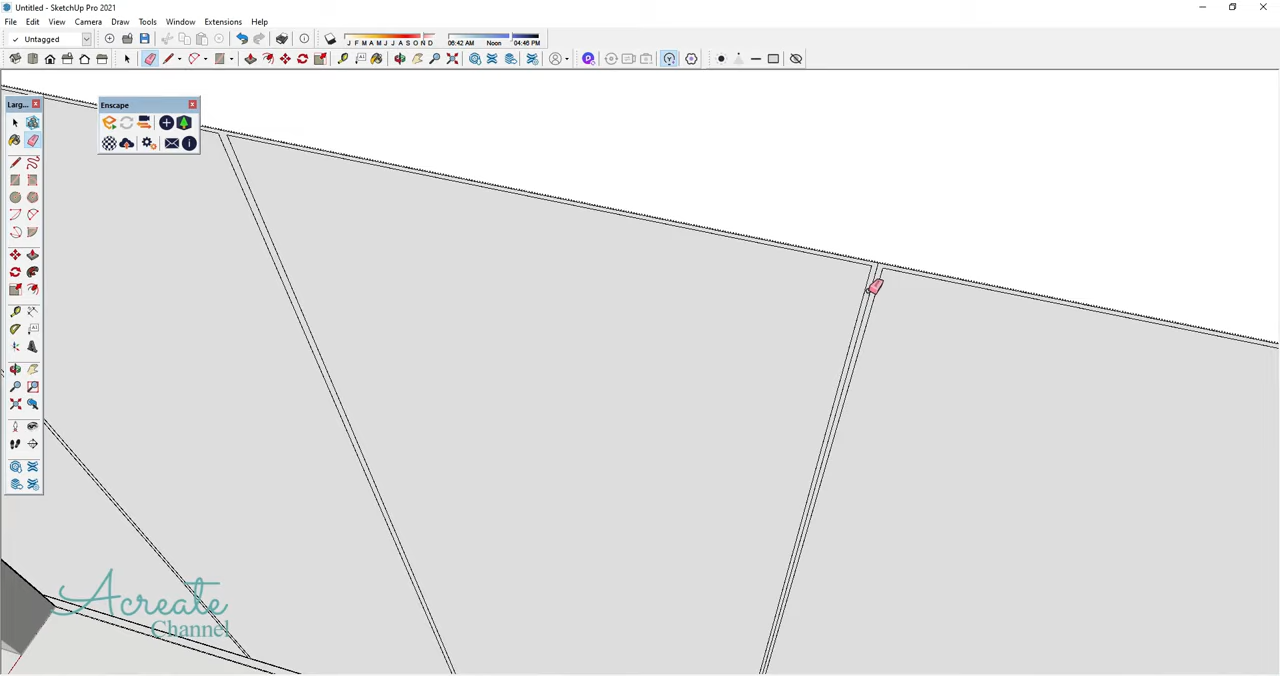 Untitled - SketchUp Pro 2021
File Edit View Camera Draw Tools Window Extensions Help
Untagged
J F M A M J J A S O N D
06:42 AM Noon 04:46 PM
Larg...
Enscape
Acreate
Channel